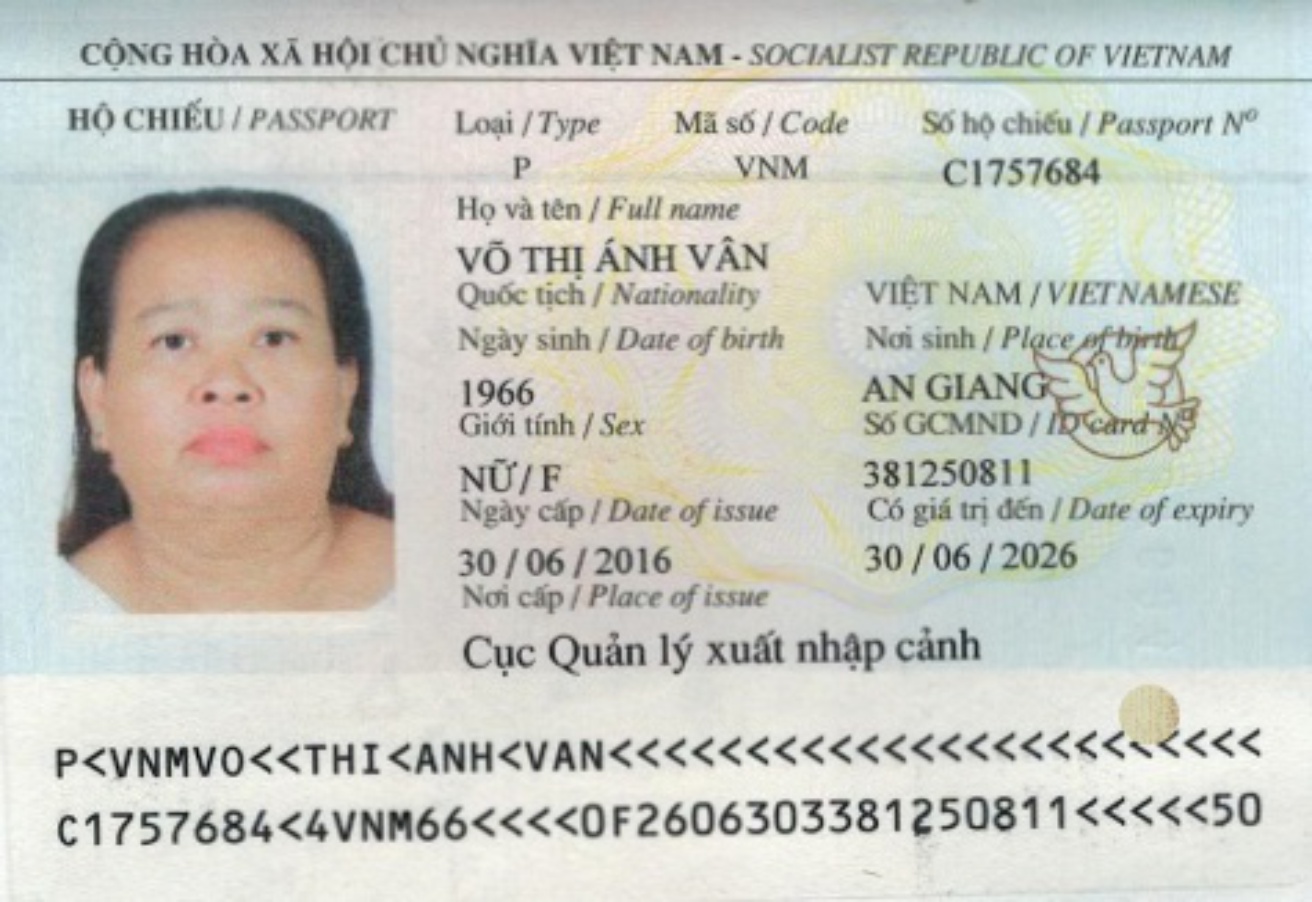 CỘNG HÒA XÃ HỘI CHỦ NGHĨA VIỆT NAM - SOCIALIST REPUBLIC OF VIETNAM
HỘ CHIẾU / PASSPORT Loại / Type Mã số / Code Số hộ chiếu / Passport Nº
P VNM C1757684
Họ và tên / Full name
VÕ THỊ ÁNH VÂN
Quốc tịch / Nationality VIỆT NAM / VIETNAMESE
Ngày sinh / Date of birth Nơi sinh / Place of birth
1966 AN GIANG
Giới tính / Sex Số GCMND / ID card Nº
NỮ / F 381250811
Ngày cấp / Date of issue Có giá trị đến / Date of expiry
30 / 06 / 2016 30 / 06 / 2026
Nơi cấp / Place of issue
Cục Quản lý xuất nhập cảnh
P<VNMVO<<THI<ANH<VAN<<<<<<<<<<<<<<<<<<<<<<<<
C1757684<4VNM66<<<<0F2606303381250811<<<<<50